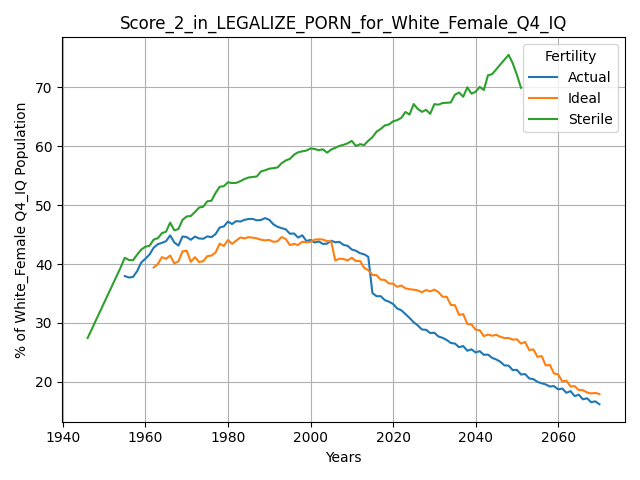 Score_2_in_LEGALIZE_PORN_for_White_Female_Q4_IQ
% of White_Female Q4_IQ Population
70
60
50
40
30
20
Fertility
Actual
Ideal
Sterile
1940 1960 1980 2000 2020 2040 2060
Years